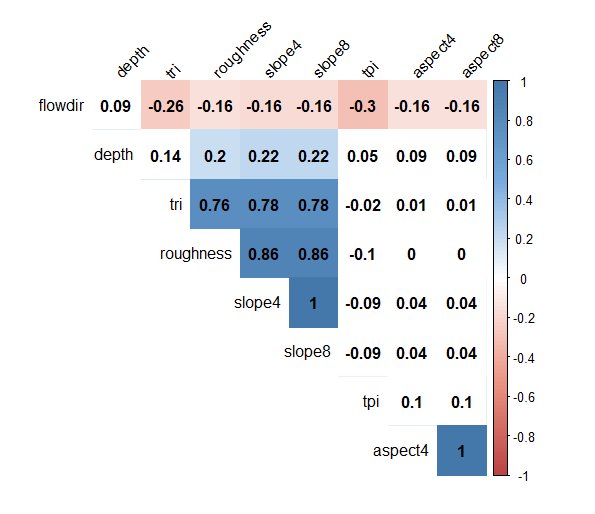 depth tri roughness slope4 slope8 tpi aspect4 aspect8
flowdir 0.09 -0.26 -0.16 -0.16 -0.16 -0.3 -0.16 -0.16
depth 0.14 0.2 0.22 0.22 0.05 0.09 0.09
tri 0.76 0.78 0.78 -0.02 0.01 0.01
roughness 0.86 0.86 -0.1 0 0
slope4 1 -0.09 0.04 0.04
slope8 -0.09 0.04 0.04
tpi 0.1 0.1
aspect4 1
1
0.8
0.6
0.4
0.2
0
-0.2
-0.4
-0.6
-0.8
-1